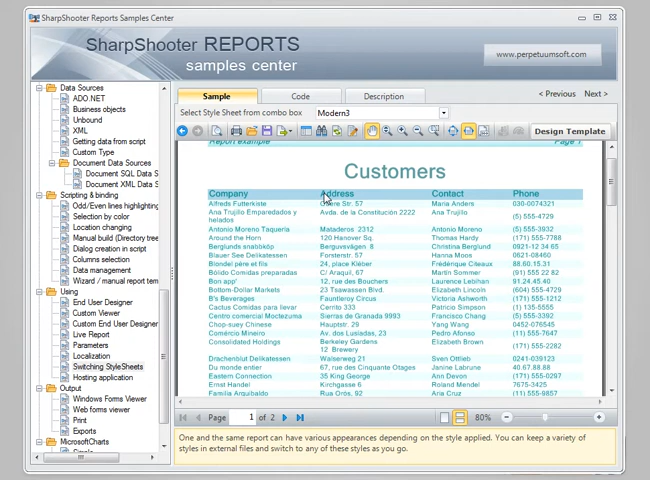 SharpShooter Reports Samples Center
SharpShooter REPORTS
samples center
www.perpetuumsoft.com
Data Sources
ADO.NET
Business objects
Unbound
XML
Getting data from script
Custom Type
Document Data Sources
Document SQL Data S
Document XML Data S
Scripting & binding
Odd/Even lines highlighting
Selection by color
Location changing
Manual build (Directory tree
Dialog creation in script
Columns selection
Data management
Wizard / manual report tem
Using
End User Designer
Custom Viewer
Custom End User Designer
Live Report
Parameters
Localization
Switching StyleSheets
Hosting application
Output
Windows Forms viewer
Web forms viewer
Print
Exports
MicrosoftCharts
Simple
Sample Code Description
< Previous Next >
Select Style Sheet from combo box Modern3
Design Template
Report example Page 1
Customers
Company Address Contact Phone
Alfreds Futterkiste Obere Str. 57 Maria Anders 030-0074321
Ana Trujillo Emparedados y helados Avda. de la Constitución 2222 Ana Trujillo (5) 555-4729
Antonio Moreno Taquería Mataderos 2312 Antonio Moreno (5) 555-3932
Around the Horn 120 Hanover Sq. Thomas Hardy (171) 555-7788
Berglunds snabbköp Berguvsvägen 8 Christina Berglund 0921-12 34 65
Blauer See Delikatessen Forsterstr. 57 Hanna Moos 0621-08460
Blondel père et fils 24, place Kléber Frédérique Citeaux 88.60.15.31
Bólido Comidas preparadas C/ Araquil, 67 Martín Sommer (91) 555 22 82
Bon app' 12, rue des Bouchers Laurence Lebihan 91.24.45.40
Bottom-Dollar Markets 23 Tsawassen Blvd. Elizabeth Lincoln (604) 555-4729
B's Beverages Fauntleroy Circus Victoria Ashworth (171) 555-1212
Cactus Comidas para llevar Cerrito 333 Patricio Simpson (1) 135-5555
Centro comercial Moctezuma Sierras de Granada 9993 Francisco Chang (5) 555-3392
Chop-suey Chinese Hauptstr. 29 Yang Wang 0452-076545
Comércio Mineiro Av. dos Lusíadas, 23 Pedro Afonso (11) 555-7647
Consolidated Holdings Berkeley Gardens 12 Brewery Elizabeth Brown (171) 555-2282
Drachenblut Delikatessen Walserweg 21 Sven Ottlieb 0241-039123
Du monde entier 67, rue des Cinquante Otages Janine Labrune 40.67.88.88
Eastern Connection 35 King George Ann Devon (171) 555-0297
Ernst Handel Kirchgasse 6 Roland Mendel 7675-3425
Familia Arquibaldo Rua Orós, 92 Aria Cruz (11) 555-9857
Page 1 of 2 80%
One and the same report can have various appearances depending on the style applied. You can keep a variety of
styles in external files and switch to any of these styles as you go.